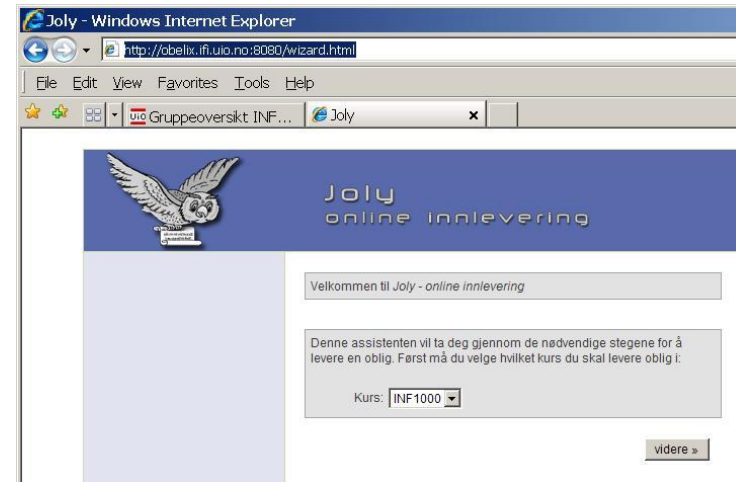 Joly - Windows Internet Explorer
http://obelix.ifi.uio.no:8080/wizard.html
File Edit View Favorites Tools Help
UiO Gruppeoversikt INF... Joly x
Joly
online innlevering
Velkommen til Joly - online innlevering
Denne assistenten vil ta deg gjennom de nødvendige stegene for å
levere en oblig. Først må du velge hvilket kurs du skal levere oblig i:
Kurs: INF1000
videre »